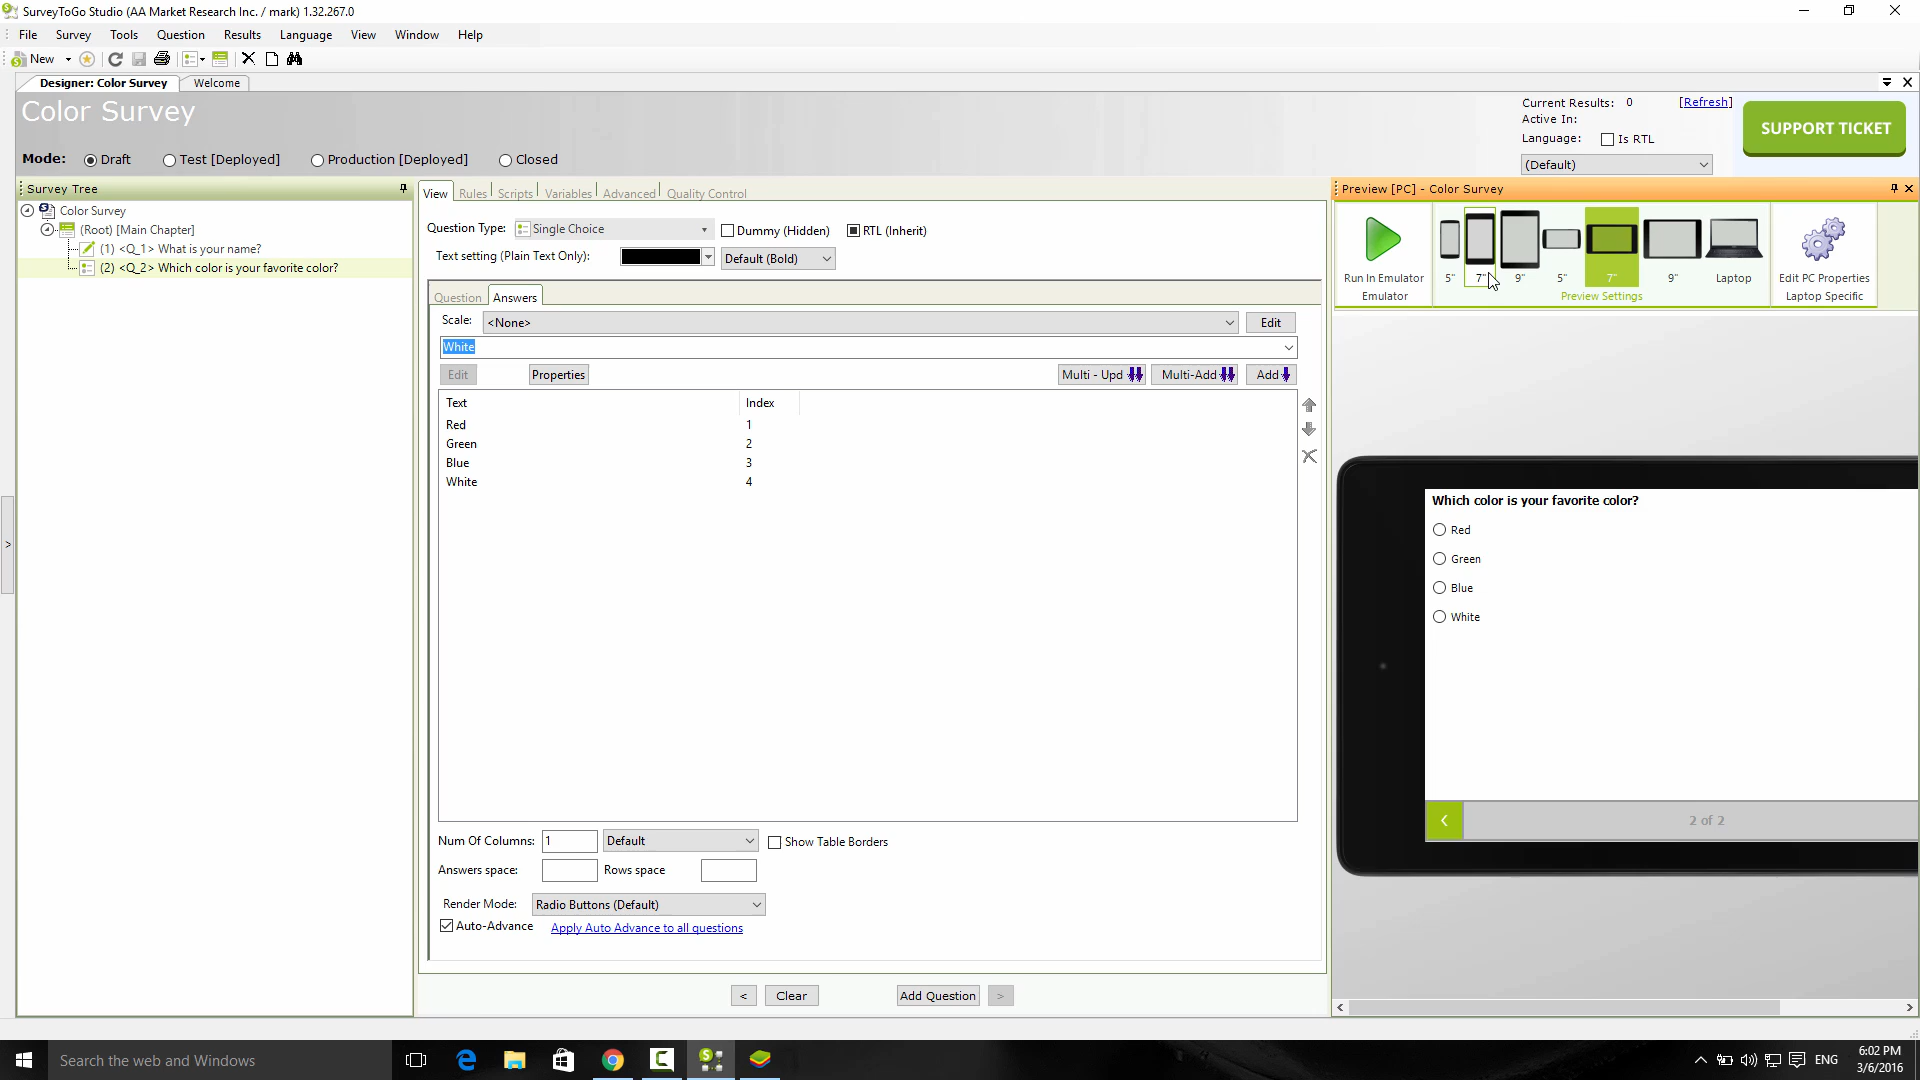 SurveyToGo Studio (AA Market Research Inc. / mark) 1.32.267.0
File Survey Tools Question Results Language View Window Help
New
Designer: Color Survey Welcome
Color Survey
Current Results: 0 [Refresh]
Active In:
Language: Is RTL
(Default)
SUPPORT TICKET
Mode: Draft Test [Deployed] Production [Deployed] Closed
Survey Tree
Color Survey
(Root) [Main Chapter]
(1) <Q_1> What is your name?
(2) <Q_2> Which color is your favorite color?
View Rules Scripts Variables Advanced Quality Control
Question Type: Single Choice Dummy (Hidden) RTL (Inherit)
Text setting (Plain Text Only): Default (Bold)
Question Answers
Scale: <None> Edit
White
Edit Properties Multi - Upd Multi-Add Add
Text Index
Red 1
Green 2
Blue 3
White 4
Num Of Columns: 1 Default Show Table Borders
Answers space: Rows space
Render Mode: Radio Buttons (Default)
Auto-Advance Apply Auto Advance to all questions
< Clear Add Question >
Preview [PC] - Color Survey
Run In Emulator 5" 7" 9" 5" 7" 9" Laptop Edit PC Properties
Emulator Preview Settings Laptop Specific
Which color is your favorite color?
Red
Green
Blue
White
2 of 2
Search the web and Windows
ENG
6:02 PM
3/6/2016